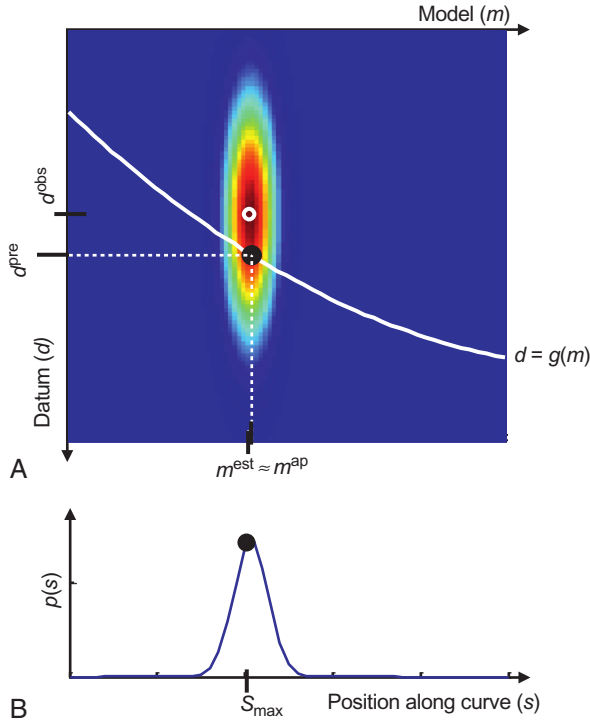 Model (m)
d^obs
d^pre
Datum (d)
d = g(m)
m^est ≈ m^ap
A
p(s)
S_max
Position along curve (s)
B